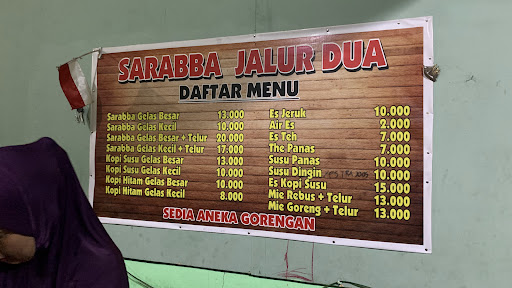 SARABBA JALUR DUA
DAFTAR MENU
Sarabba Gelas Besar 13.000
Sarabba Gelas Kecil 10.000
Sarabba Gelas Besar + Telur 20.000
Sarabba Gelas Kecil + Telur 17.000
Kopi Susu Gelas Besar 13.000
Kopi Susu Gelas Kecil 10.000
Kopi Hitam Gelas Besar 10.000
Kopi Hitam Gelas Kecil 8.000
Es Jeruk 10.000
Air Es 2.000
Es Teh 7.000
The Panas 7.000
Susu Panas 10.000
Susu Dingin 10.000
Es Kopi Susu 15.000
Mie Rebus + Telur 13.000
Mie Goreng + Telur 13.000
SEDIA ANEKA GORENGAN